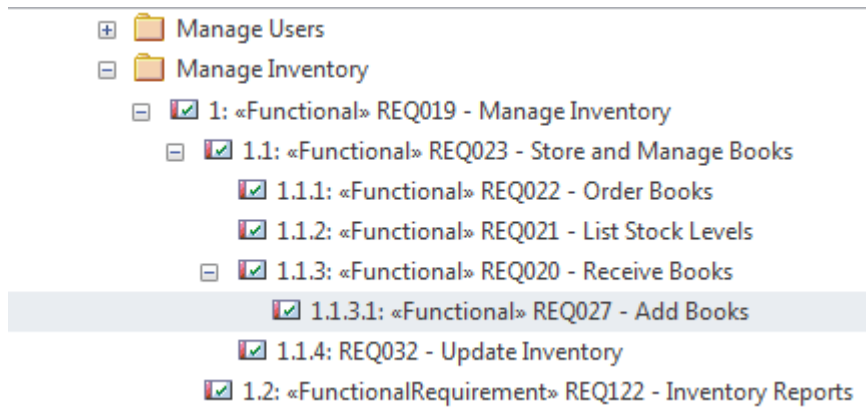 Manage Users
Manage Inventory
1: «Functional» REQ019 - Manage Inventory
1.1: «Functional» REQ023 - Store and Manage Books
1.1.1: «Functional» REQ022 - Order Books
1.1.2: «Functional» REQ021 - List Stock Levels
1.1.3: «Functional» REQ020 - Receive Books
1.1.3.1: «Functional» REQ027 - Add Books
1.1.4: REQ032 - Update Inventory
1.2: «FunctionalRequirement» REQ122 - Inventory Reports